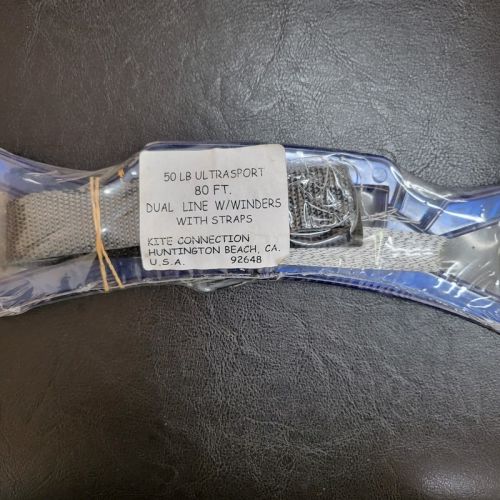 50 LB ULTRASPORT
80 FT.
DUAL LINE W/WINDERS
WITH STRAPS
KITE CONNECTION
HUNTINGTON BEACH, CA.
U.S.A. 92648